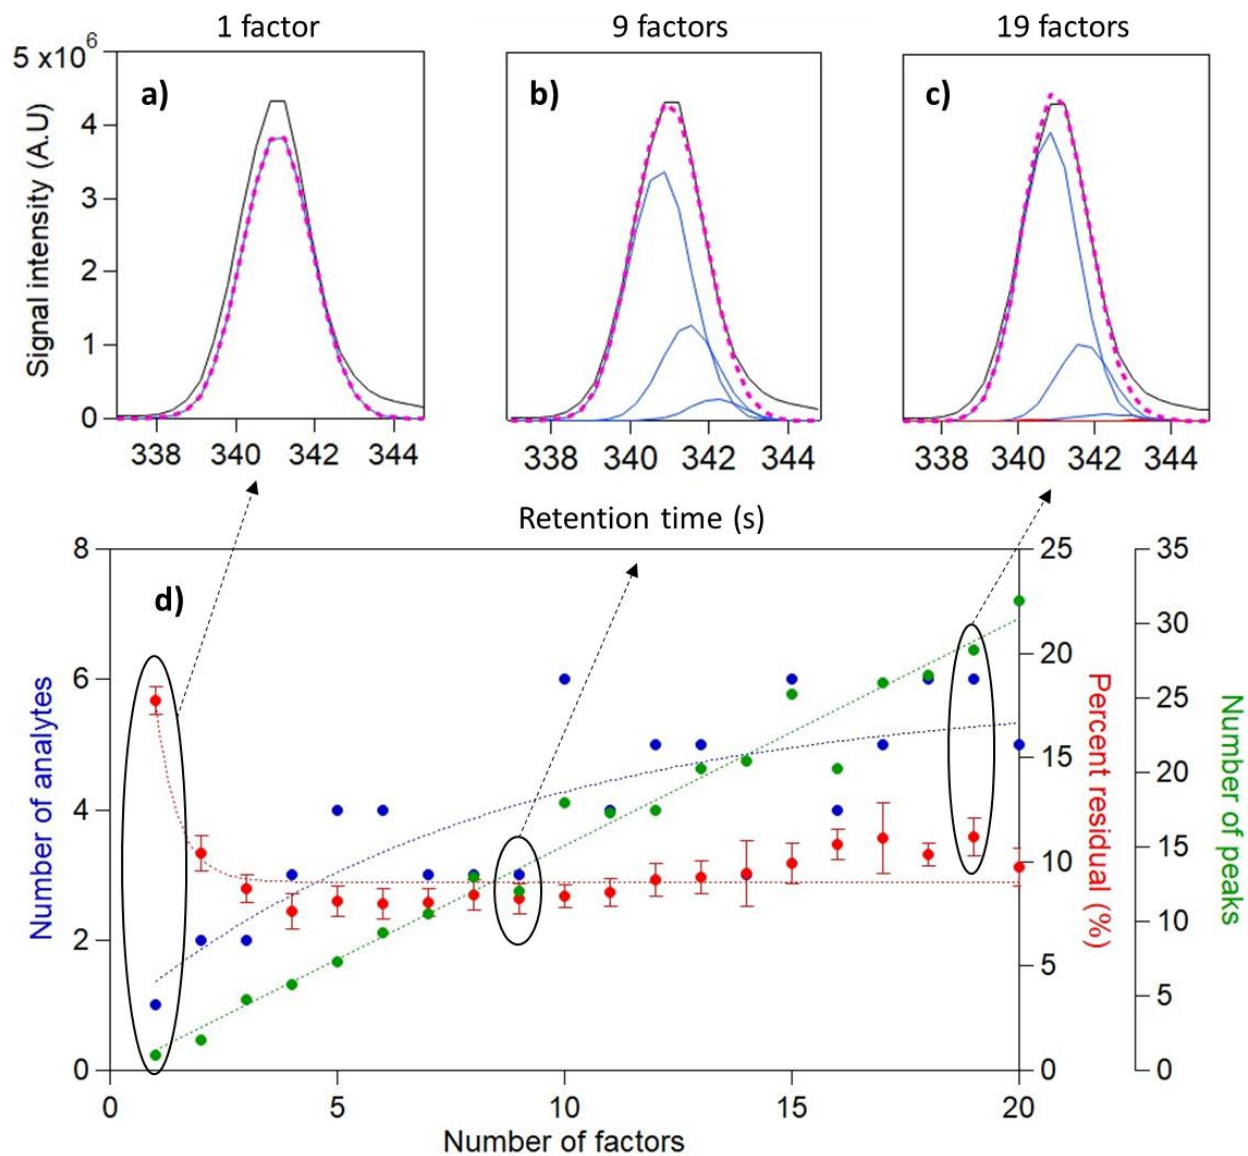 1 factor
9 factors
19 factors
5 x10⁶
4
3
2
1
0
Signal intensity (A.U)
a)
b)
c)
338 340 342 344
338 340 342 344
338 340 342 344
Retention time (s)
d)
8
6
4
2
0
Number of analytes
25
20
15
10
5
0
Percent residual (%)
35
30
25
20
15
10
5
0
Number of peaks
0 5 10 15 20
Number of factors